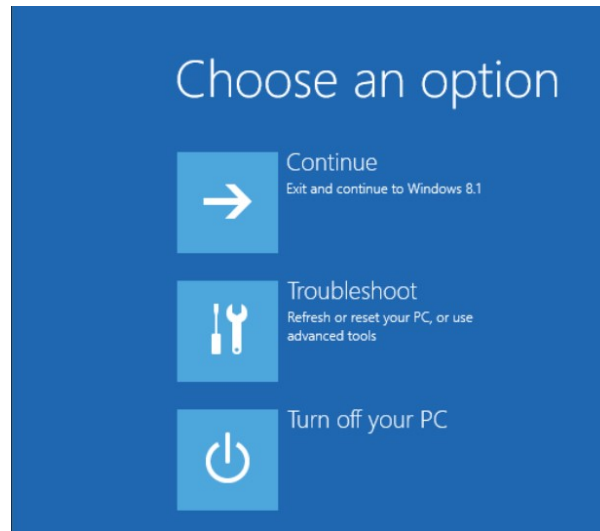 Choose an option
Continue
Exit and continue to Windows 8.1
Troubleshoot
Refresh or reset your PC, or use
advanced tools
Turn off your PC